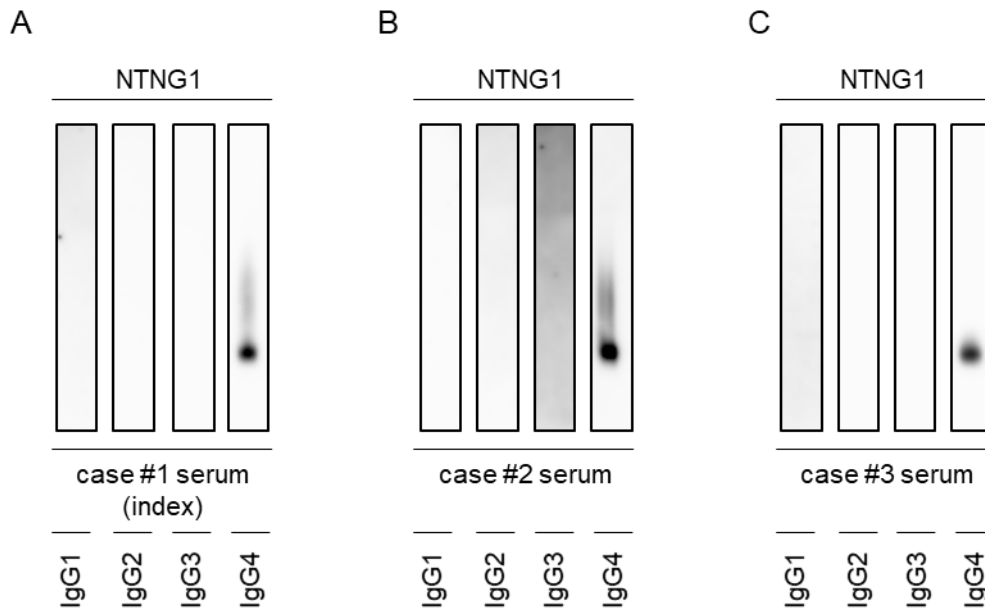 A
B
C
NTNG1
NTNG1
NTNG1
case #1 serum
(index)
case #2 serum
case #3 serum
IgG1
IgG2
IgG3
IgG4
IgG1
IgG2
IgG3
IgG4
IgG1
IgG2
IgG3
IgG4